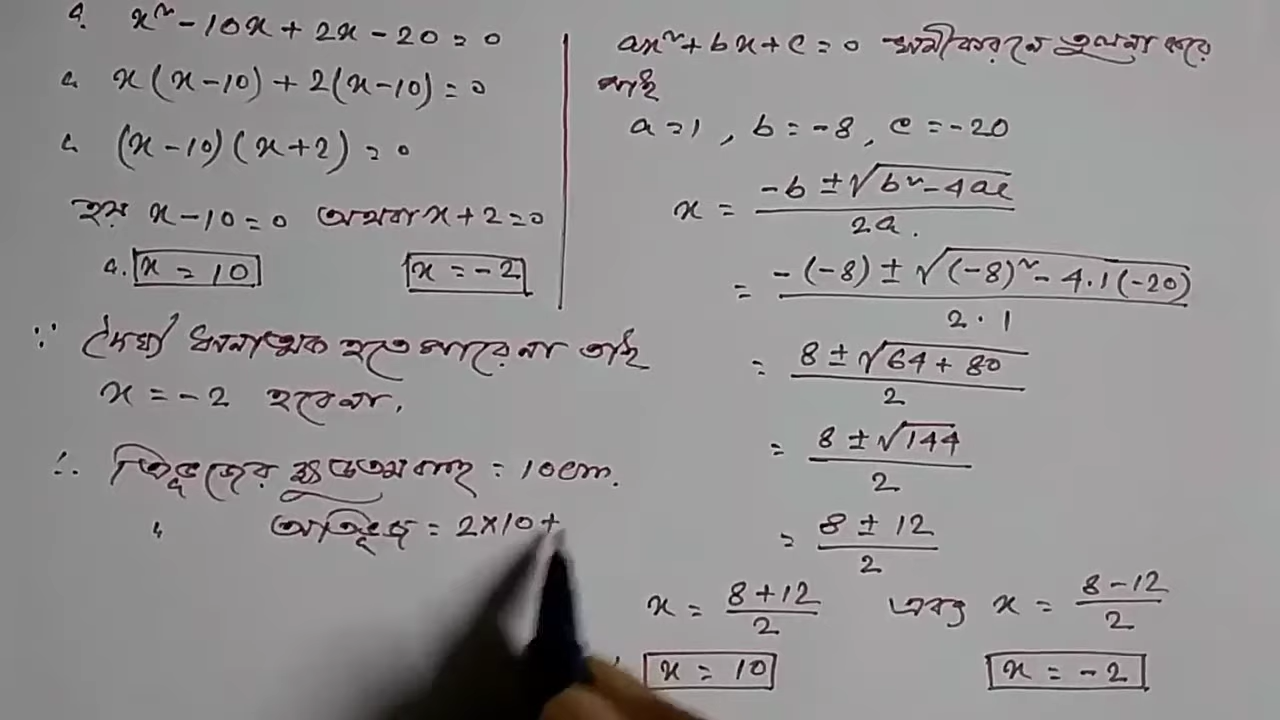 বা. x² - 10x + 2x - 20 = 0
বা x(x-10) + 2(x-10) = 0
বা (x-10)(x+2) = 0
হয় x - 10 = 0 অথবা x + 2 = 0
বা. x = 10 x = -2
∵ দৈর্ঘ্য ঋনাত্মক হতে পারে না তাই
x = -2 হবে না.
∴ ত্রিভুজের ক্ষুদ্রতম বাহু = 10cm.
" অতিভুজ = 2×10+
ax² + bx + c = 0 সমীকরনে তুলনা করে
পাই
a = 1, b = -8, c = -20
x = (-b ± √(b² - 4ac))/2a.
= (-(-8) ± √((-8)² - 4.1(-20)))/2·1
= (8 ± √(64 + 80))/2
= (8 ± √144)/2
= (8 ± 12)/2
x = (8+12)/2 এবং x = (8-12)/2
x = 10 x = -2